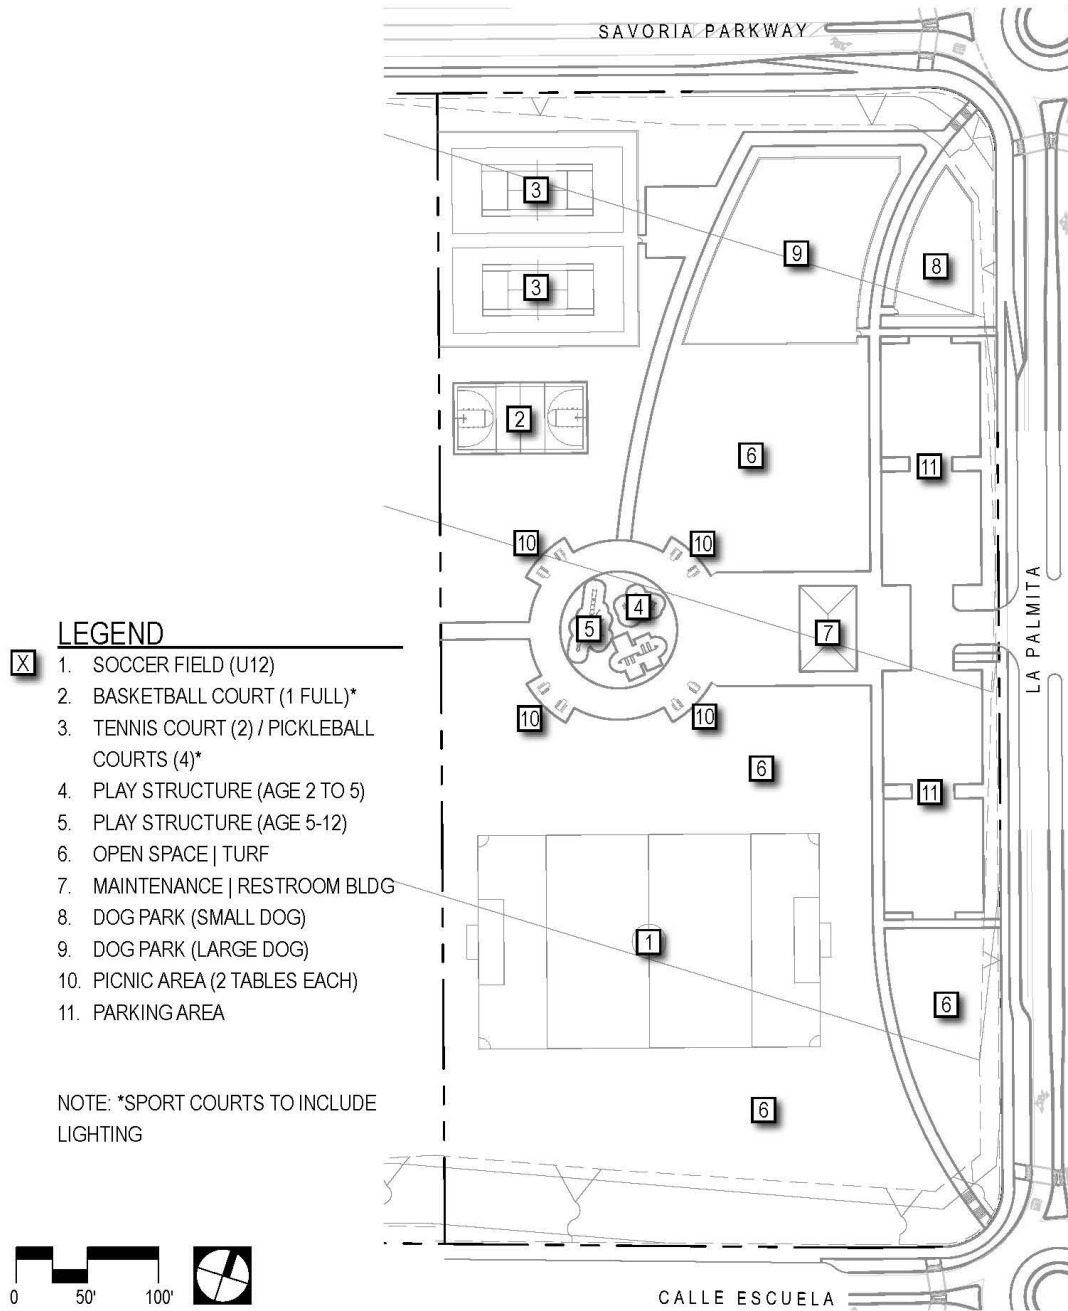 SAVORIA PARKWAY
3
9
8
3
2
6
11
10
10
4
5
7
LA PALMITA
10
10
6
11
1
6
6
LEGEND
X
1. SOCCER FIELD (U12)
2. BASKETBALL COURT (1 FULL)*
3. TENNIS COURT (2) / PICKLEBALL
COURTS (4)*
4. PLAY STRUCTURE (AGE 2 TO 5)
5. PLAY STRUCTURE (AGE 5-12)
6. OPEN SPACE | TURF
7. MAINTENANCE | RESTROOM BLDG
8. DOG PARK (SMALL DOG)
9. DOG PARK (LARGE DOG)
10. PICNIC AREA (2 TABLES EACH)
11. PARKING AREA
NOTE: *SPORT COURTS TO INCLUDE
LIGHTING
0 50' 100'
CALLE ESCUELA